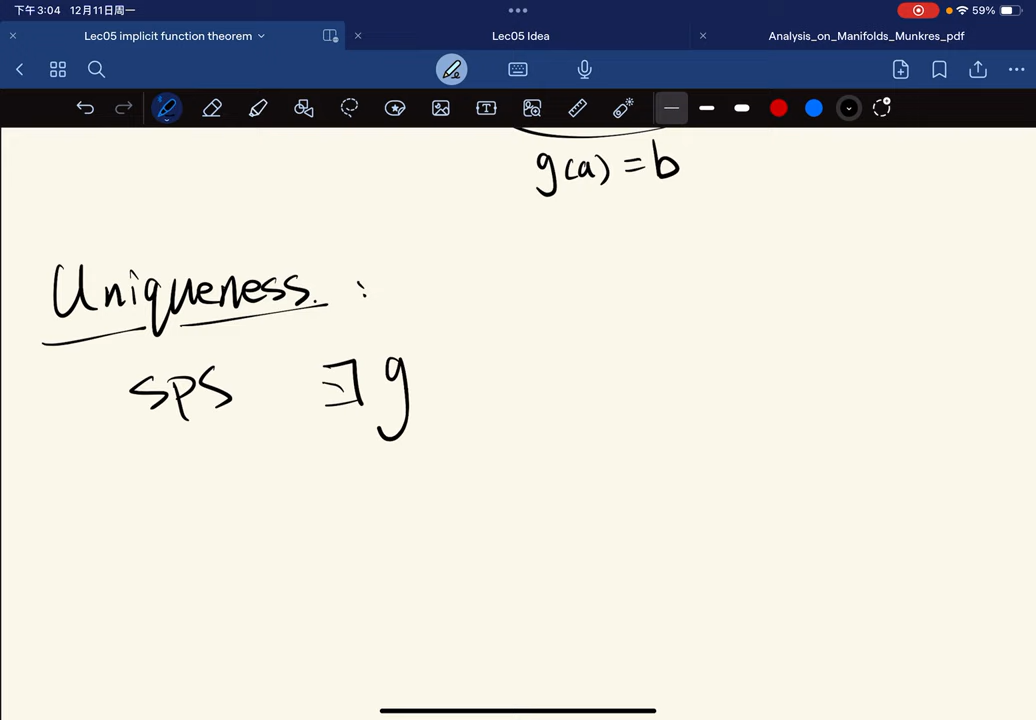 下午3:04 12月11日周一
59%
Lec05 implicit function theorem
Lec05 Idea
Analysis_on_Manifolds_Munkres_pdf
g(a) = b
Uniqueness. :
sps ∃ g